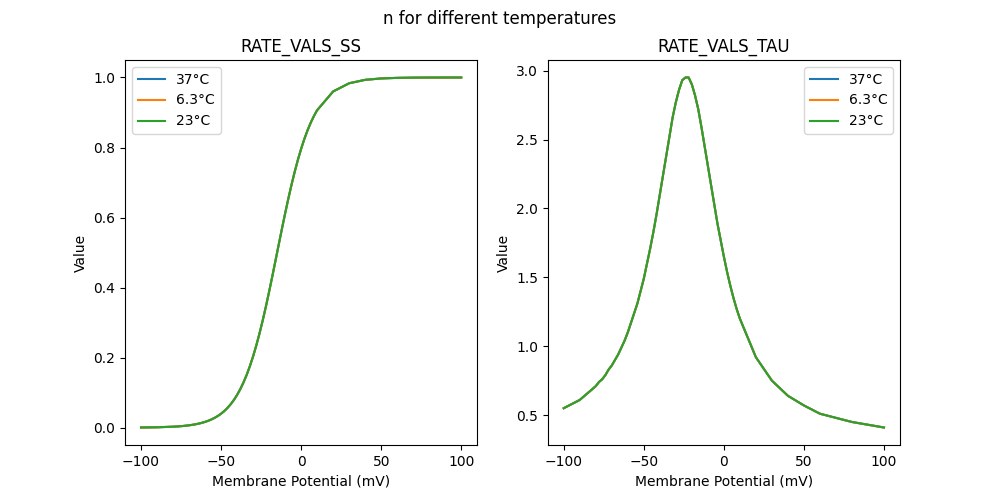 n for different temperatures
RATE_VALS_SS
37°C
6.3°C
23°C
1.0
0.8
0.6
0.4
0.2
0.0
Value
−100
−50
0
50
100
Membrane Potential (mV)
RATE_VALS_TAU
37°C
6.3°C
23°C
3.0
2.5
2.0
1.5
1.0
0.5
Value
−100
−50
0
50
100
Membrane Potential (mV)